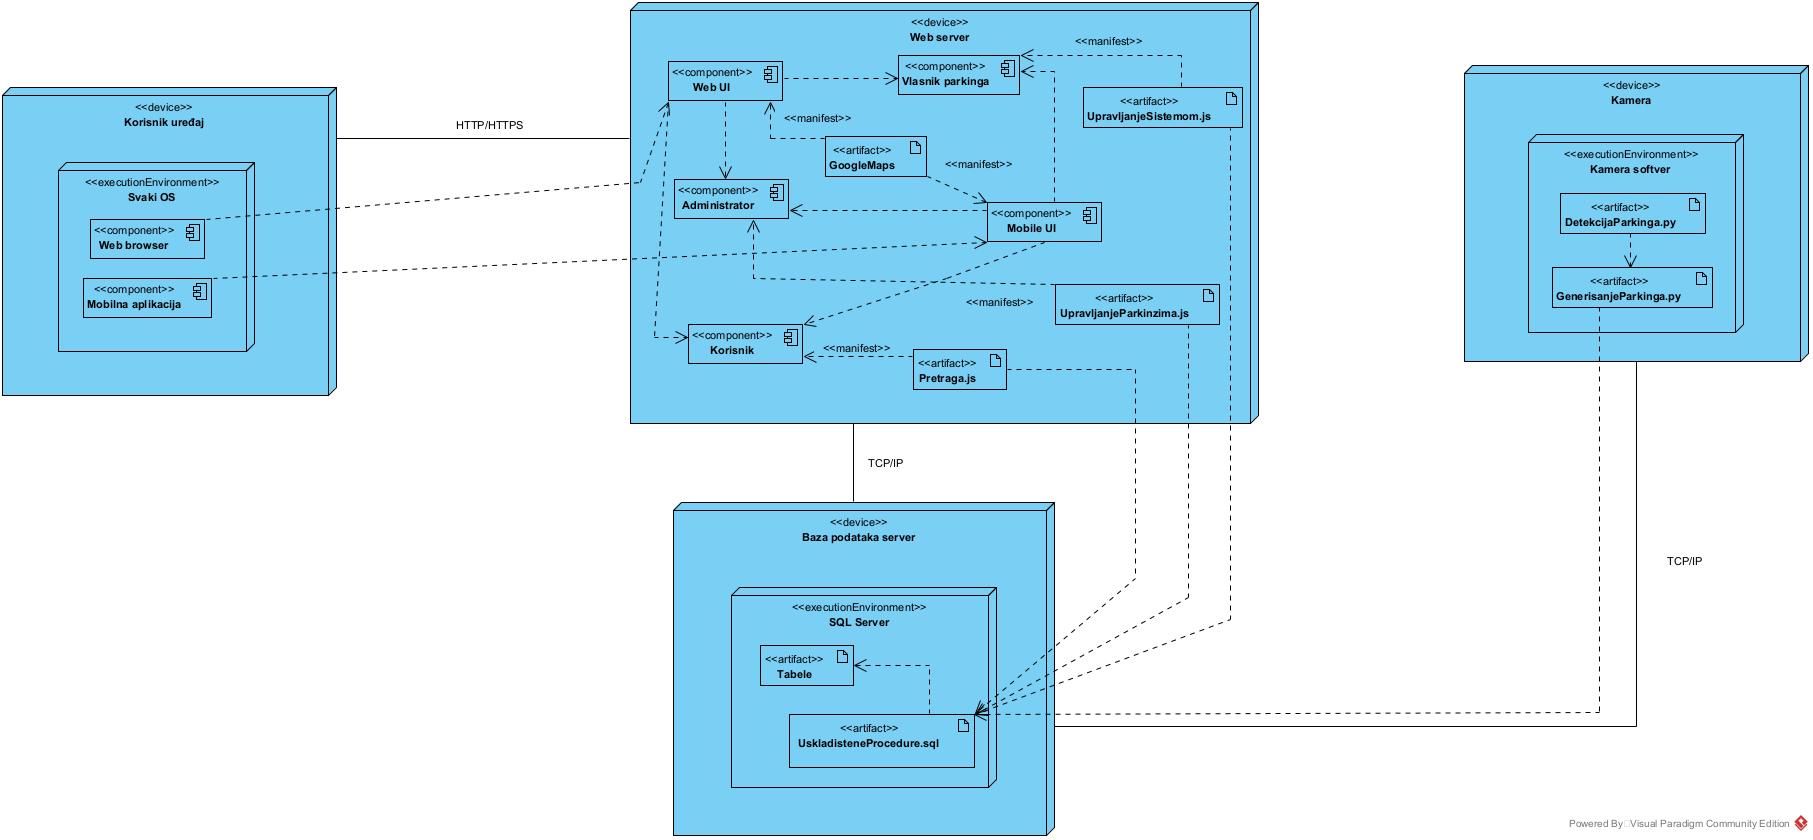 <<device>>
Korisnik uređaj
<<executionEnvironment>>
Svaki OS
<<component>>
Web browser
<<component>>
Mobilna aplikacija
HTTP/HTTPS
<<device>>
Web server
<<component>>
Web UI
<<component>>
Vlasnik parkinga
<<manifest>>
<<artifact>>
UpravljanjeSistemom.js
<<manifest>>
<<artifact>>
GoogleMaps
<<manifest>>
<<component>>
Administrator
<<component>>
Mobile UI
<<manifest>>
<<artifact>>
UpravljanjeParkinzima.js
<<component>>
Korisnik
<<manifest>>
<<artifact>>
Pretraga.js
TCP/IP
<<device>>
Baza podataka server
<<executionEnvironment>>
SQL Server
<<artifact>>
Tabele
<<artifact>>
UskladisteneProcedure.sql
<<device>>
Kamera
<<executionEnvironment>>
Kamera softver
<<artifact>>
DetekcijaParkinga.py
<<artifact>>
GenerisanjeParkinga.py
TCP/IP
Powered By Visual Paradigm Community Edition